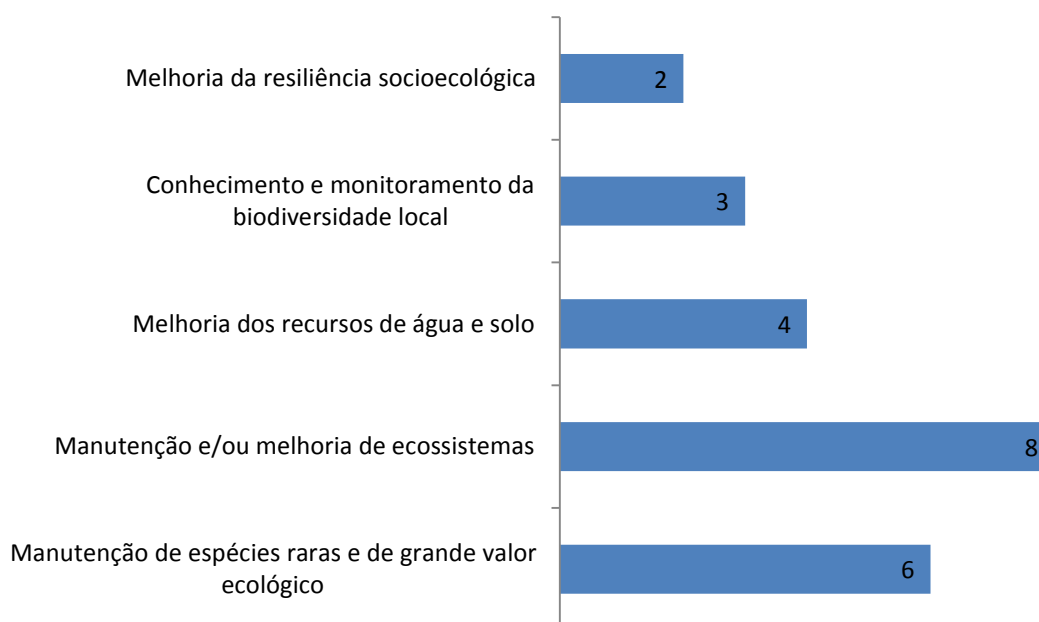 Melhoria da resiliência socioecológica
2
Conhecimento e monitoramento da
biodiversidade local
3
Melhoria dos recursos de água e solo
4
Manutenção e/ou melhoria de ecossistemas
8
Manutenção de espécies raras e de grande valor
ecológico
6